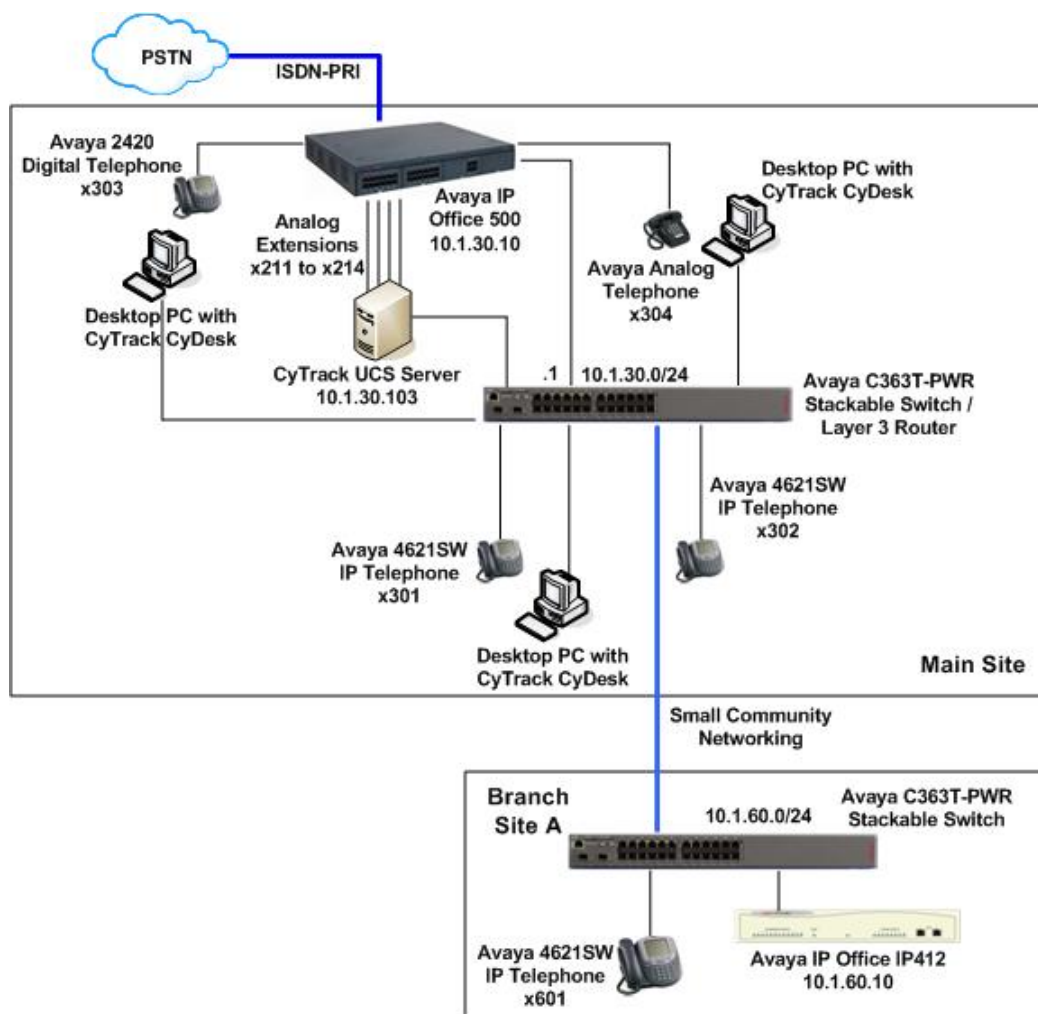 PSTN
ISDN-PRI
Avaya 2420
Digital Telephone
x303
Avaya IP
Office 500
10.1.30.10
Desktop PC with
CyTrack CyDesk
Analog
Extensions
x211 to x214
Avaya Analog
Telephone
x304
Desktop PC with
CyTrack CyDesk
CyTrack UCS Server
10.1.30.103
.1
10.1.30.0/24
Avaya C363T-PWR
Stackable Switch /
Layer 3 Router
Avaya 4621SW
IP Telephone
x302
Avaya 4621SW
IP Telephone
x301
Desktop PC with
CyTrack CyDesk
Main Site
Small Community
Networking
Branch
Site A
10.1.60.0/24
Avaya C363T-PWR
Stackable Switch
Avaya 4621SW
IP Telephone
x601
Avaya IP Office IP412
10.1.60.10